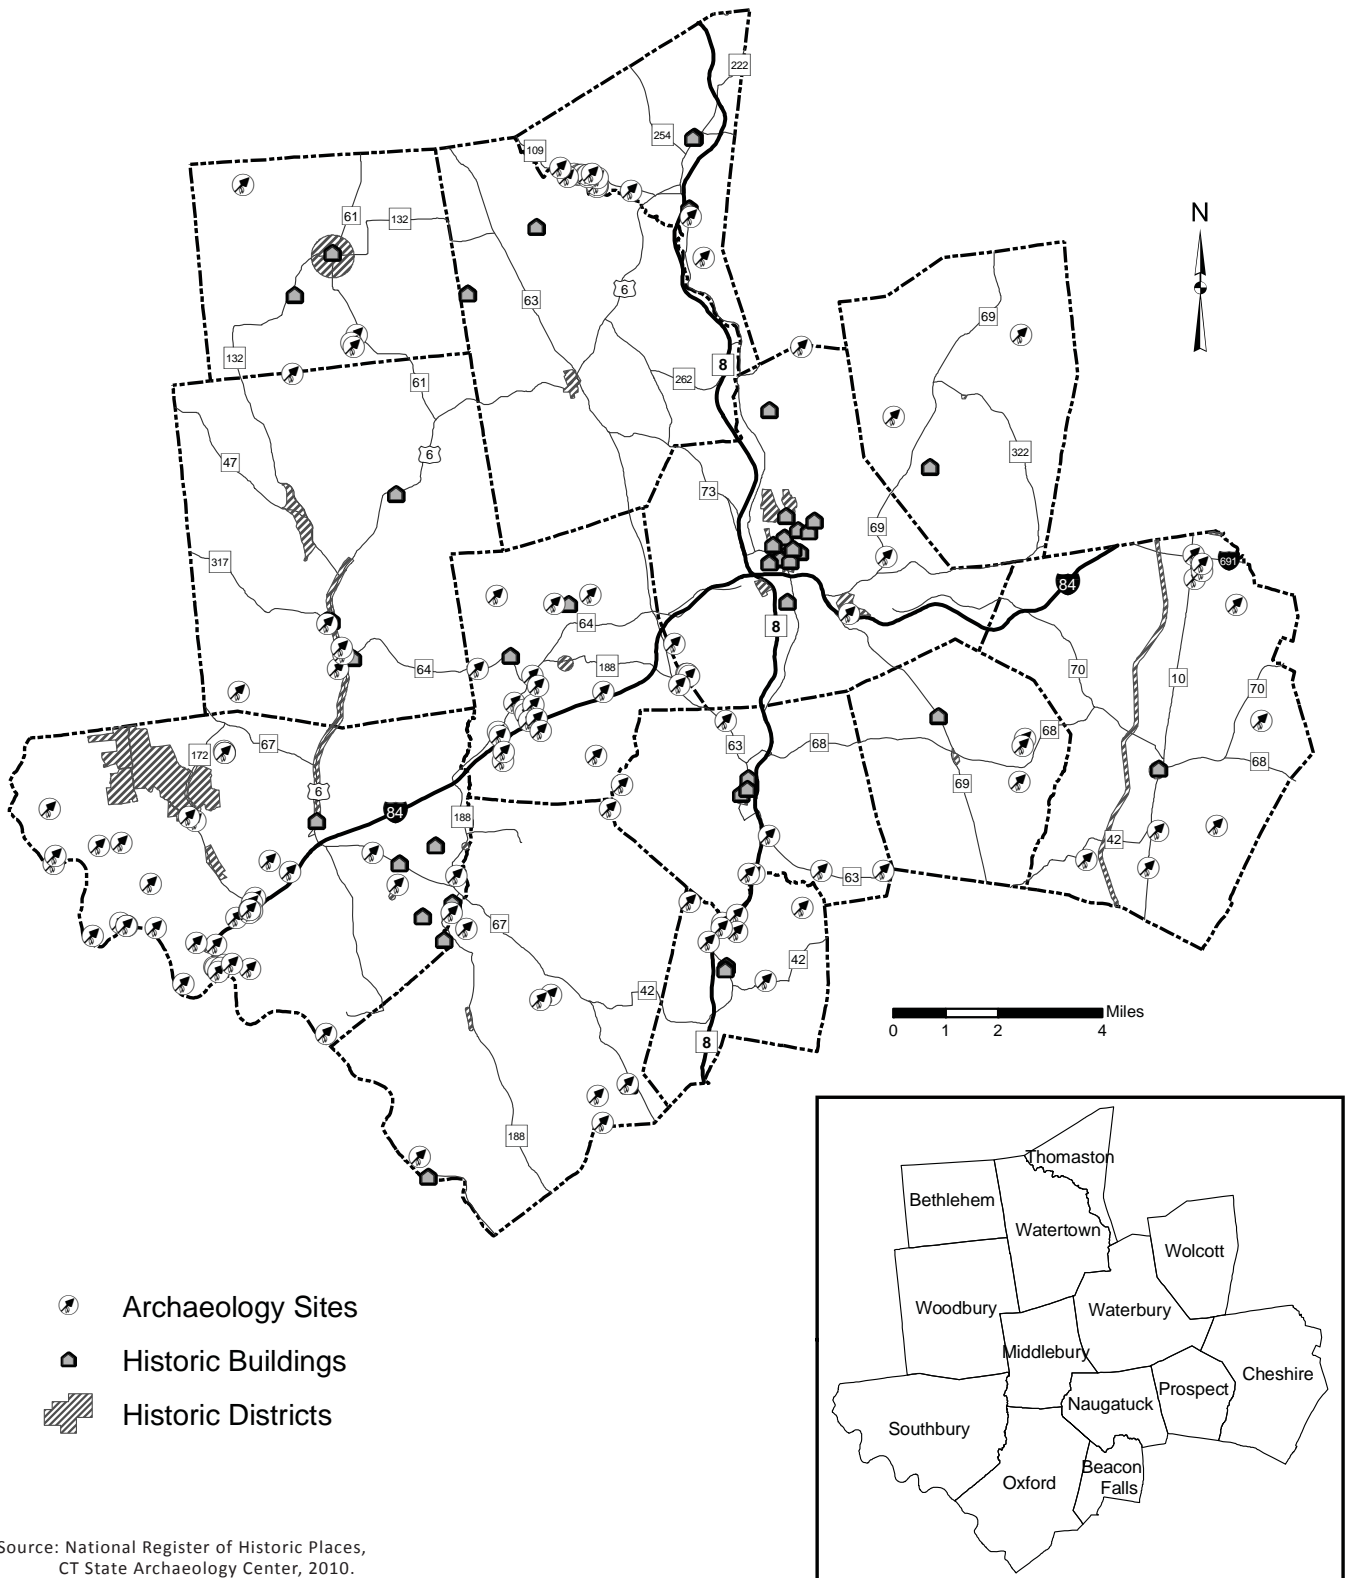 222
254
109
N
61
132
6
63
69
132
8
61
262
6
322
47
73
69
317
691
84
64
8
64
188
70
10
70
63
68
68
67
172
69
68
6
84
188
42
63
67
42
42
Miles
0 1 2 4
8
188
Thomaston
Bethlehem
Watertown
Wolcott
Woodbury
Waterbury
Middlebury
Cheshire
Prospect
Naugatuck
Southbury
Beacon
Falls
Oxford
Archaeology Sites
Historic Buildings
Historic Districts
Source: National Register of Historic Places,
CT State Archaeology Center, 2010.